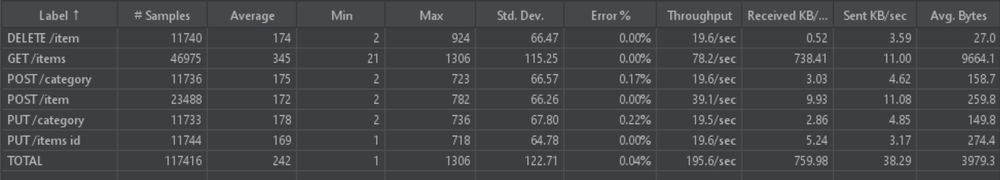 Label ↑ # Samples Average Min Max Std. Dev. Error % Throughput Received KB/... Sent KB/sec Avg. Bytes
DELETE /item 11740 174 2 924 66.47 0.00% 19.6/sec 0.52 3.59 27.0
GET /items 46975 345 21 1306 115.25 0.00% 78.2/sec 738.41 11.00 9664.1
POST /category 11736 175 2 723 66.57 0.17% 19.6/sec 3.03 4.62 158.7
POST /item 23488 172 2 782 66.26 0.00% 39.1/sec 9.93 11.08 259.8
PUT /category 11733 178 2 736 67.80 0.22% 19.5/sec 2.86 4.85 149.8
PUT /items id 11744 169 1 718 64.78 0.00% 19.6/sec 5.24 3.17 274.4
TOTAL 117416 242 1 1306 122.71 0.04% 195.6/sec 759.98 38.29 3979.3